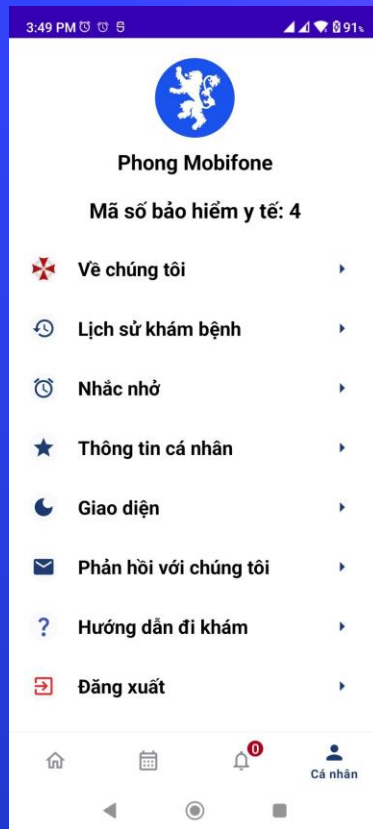 3:49 PM 91%
Phong Mobifone
Mã số bảo hiểm y tế: 4
Về chúng tôi
Lịch sử khám bệnh
Nhắc nhở
Thông tin cá nhân
Giao diện
Phản hồi với chúng tôi
? Hướng dẫn đi khám
Đăng xuất
0
Cá nhân